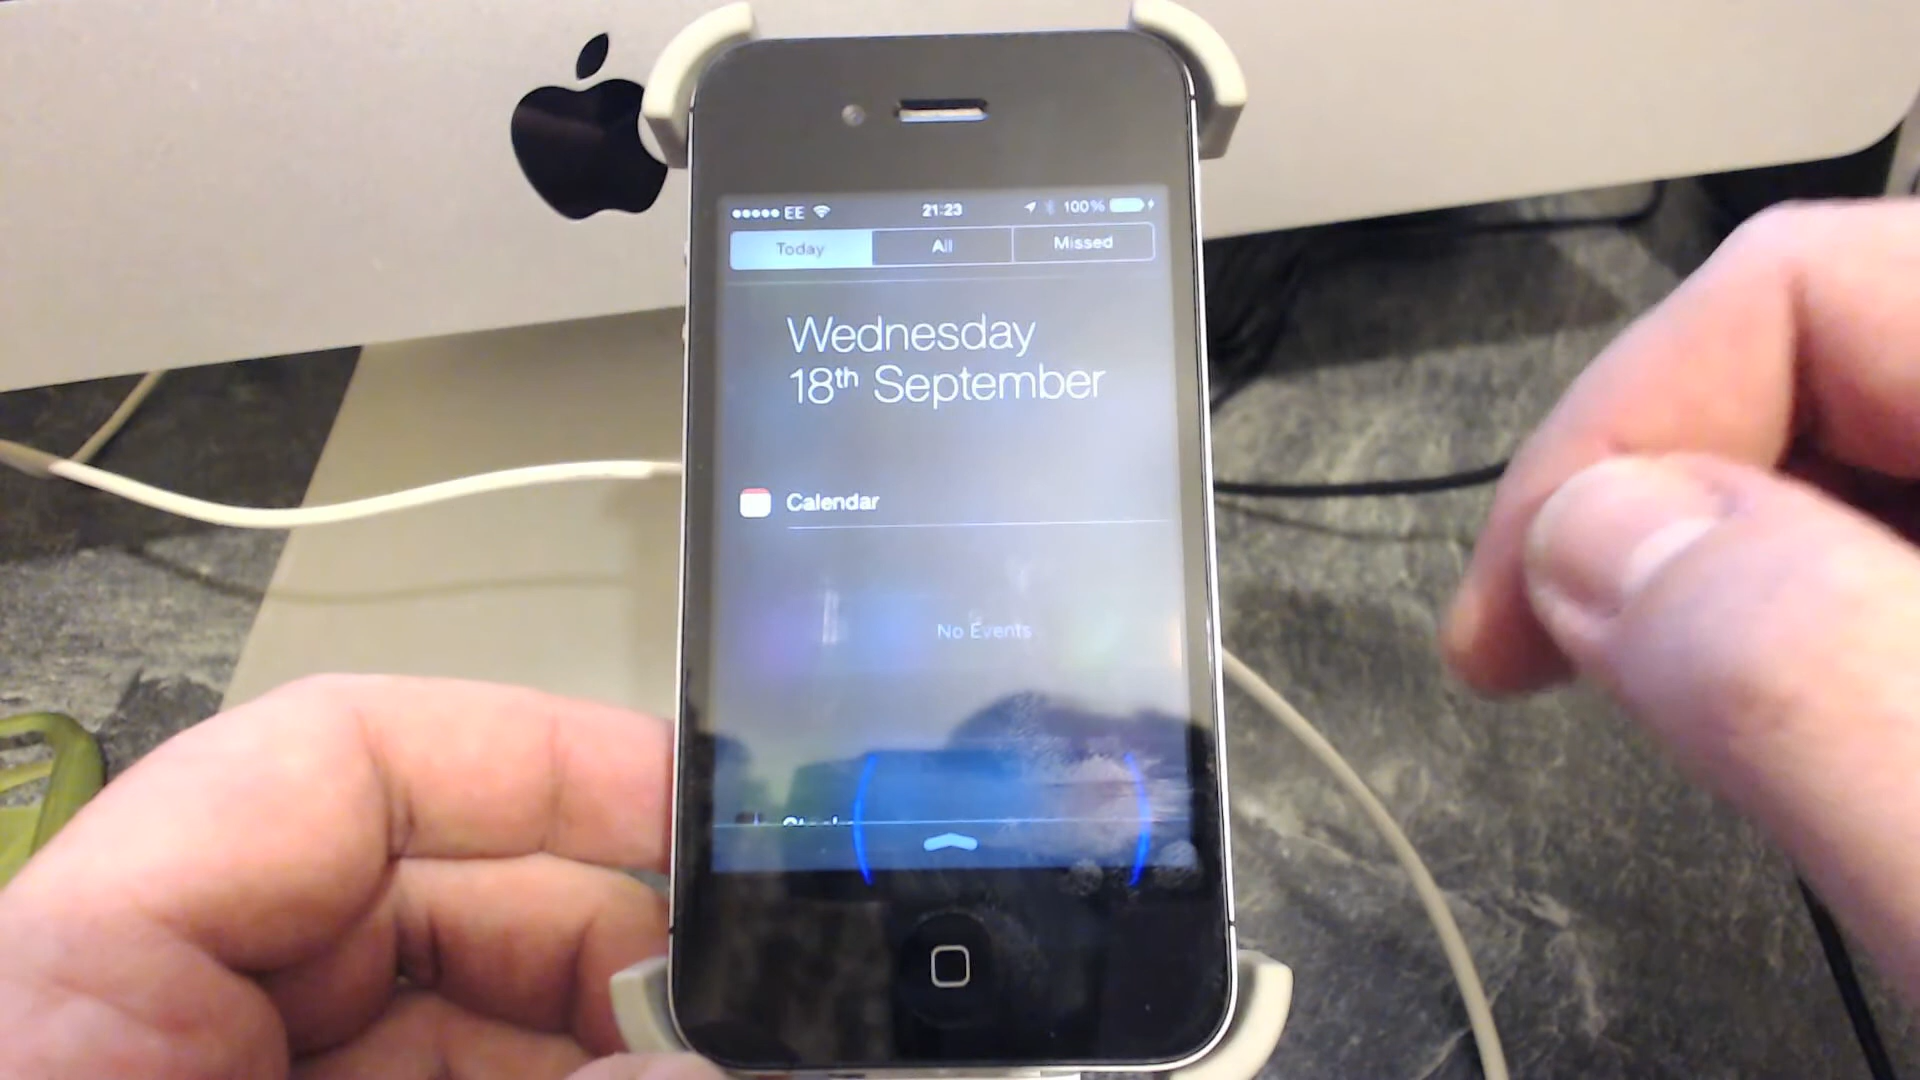 EE 21:23 100%
Today All Missed
Wednesday
18th September
Calendar
No Events